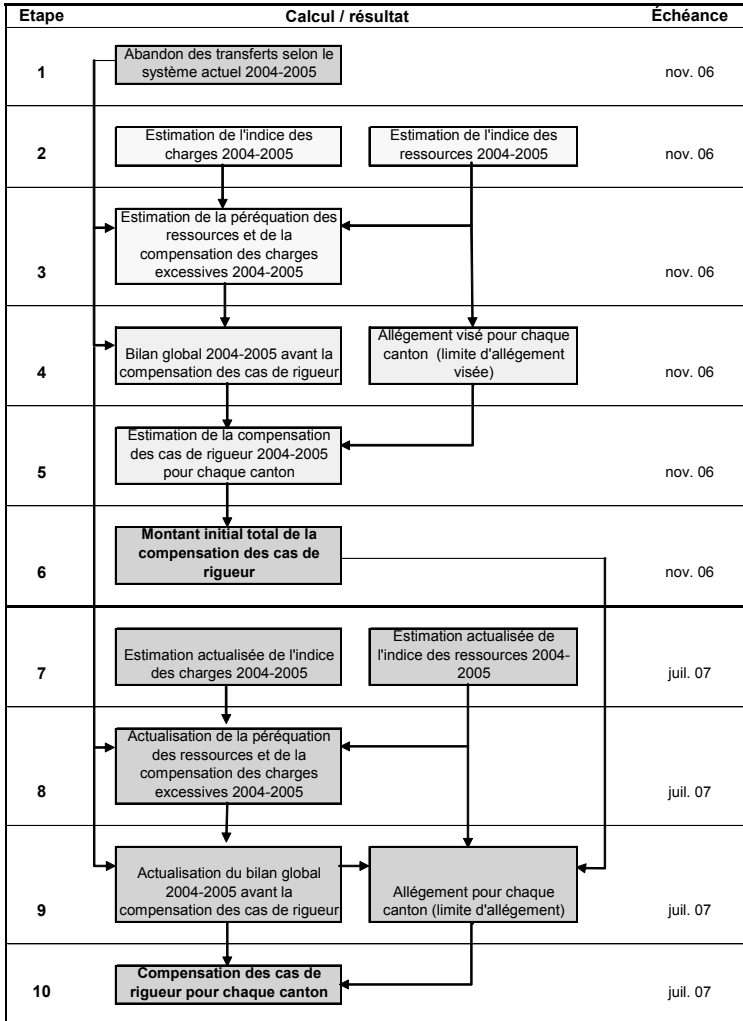 Etape Calcul / résultat Échéance
Abandon des transferts selon le
système actuel 2004-2005
1 nov. 06
Estimation de l'indice des
charges 2004-2005
Estimation de l'indice des
ressources 2004-2005
2 nov. 06
Estimation de la péréquation des
ressources et de la
compensation des charges
excessives 2004-2005
3 nov. 06
Bilan global 2004-2005 avant la
compensation des cas de rigueur
Allégement visé pour chaque
canton (limite d'allégement
visée)
4 nov. 06
Estimation de la compensation
des cas de rigueur 2004-2005
pour chaque canton
5 nov. 06
Montant initial total de la
compensation des cas de
rigueur
6 nov. 06
Estimation actualisée de l'indice
des charges 2004-2005
Estimation actualisée de
l'indice des ressources 2004-
2005
7 juil. 07
Actualisation de la péréquation
des ressources et de la
compensation des charges
excessives 2004-2005
8 juil. 07
Actualisation du bilan global
2004-2005 avant la
compensation des cas de rigueur
Allégement pour chaque
canton (limite d'allégement)
9 juil. 07
Compensation des cas de
rigueur pour chaque canton
10 juil. 07